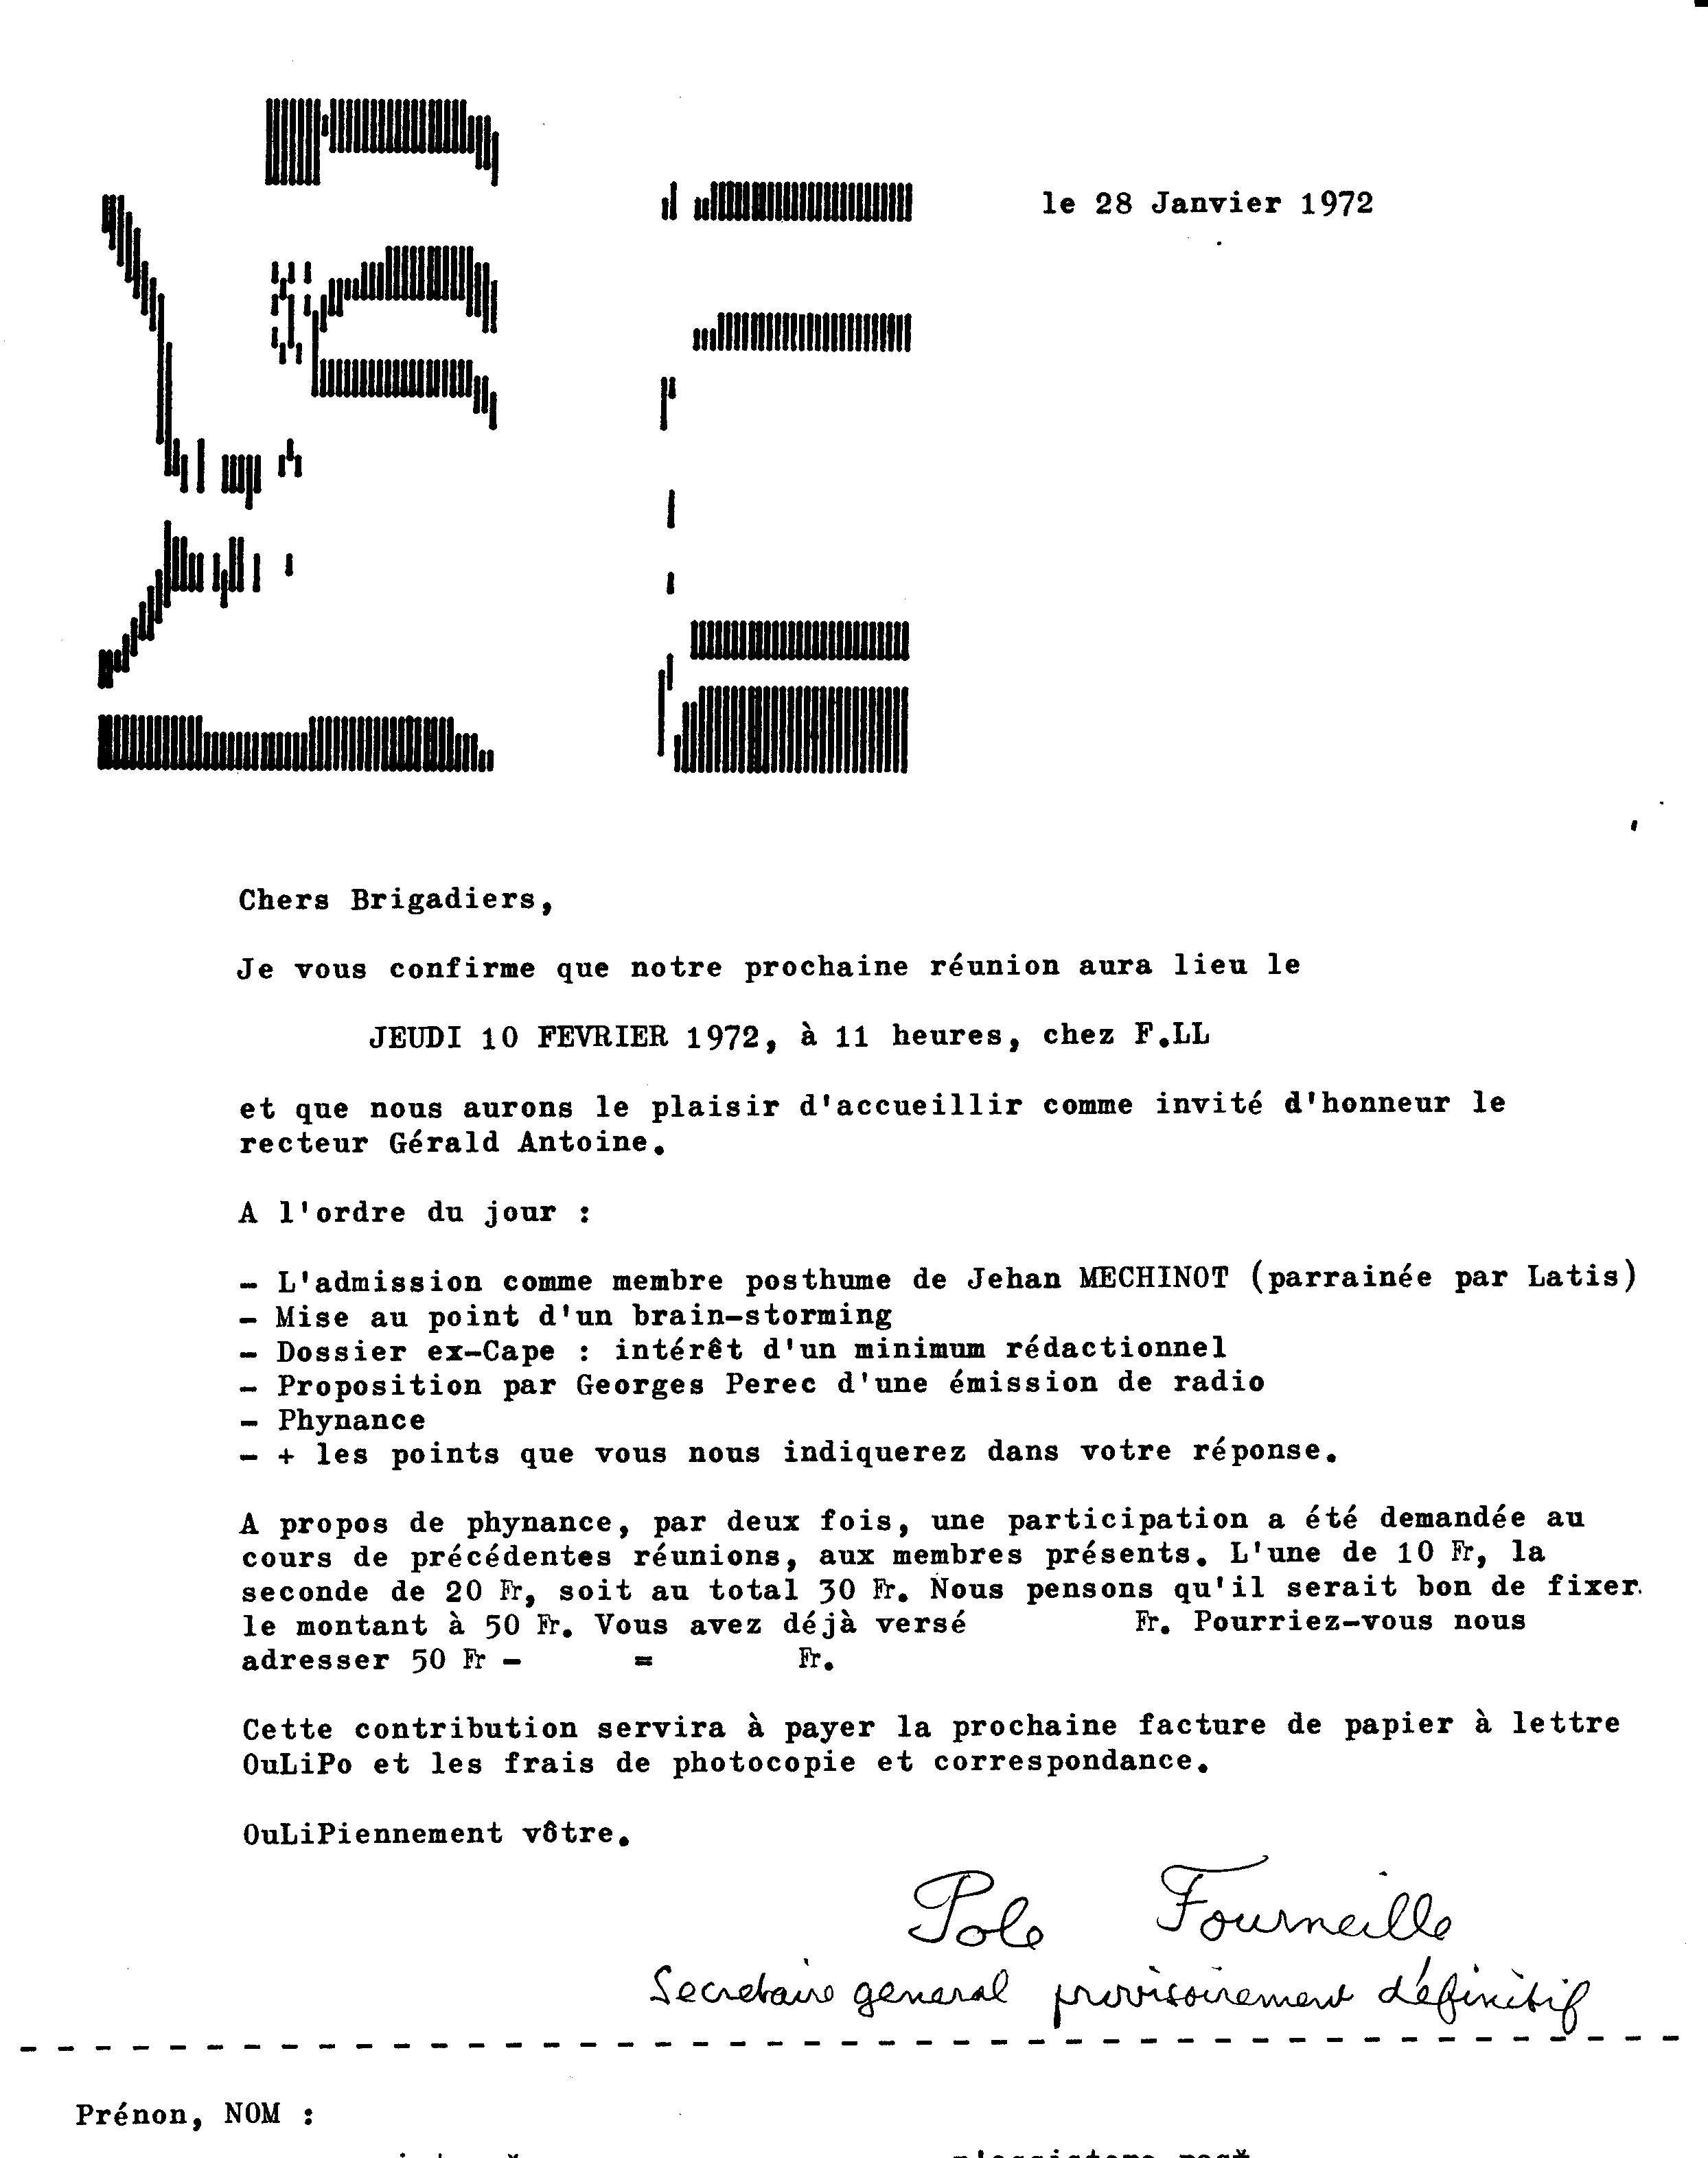 le 28 Janvier 1972
Chers Brigadiers,
Je vous confirme que notre prochaine réunion aura lieu le
JEUDI 10 FEVRIER 1972, à 11 heures, chez F.LL
et que nous aurons le plaisir d'accueillir comme invité d'honneur le
recteur Gérald Antoine.
A l'ordre du jour :
- L'admission comme membre posthume de Jehan MECHINOT (parrainée par Latis)
- Mise au point d'un brain-storming
- Dossier ex-Cape : intérêt d'un minimum rédactionnel
- Proposition par Georges Perec d'une émission de radio
- Phynance
- + les points que vous nous indiquerez dans votre réponse.
A propos de phynance, par deux fois, une participation a été demandée au
cours de précédentes réunions, aux membres présents. L'une de 10 Fr, la
seconde de 20 Fr, soit au total 30 Fr. Nous pensons qu'il serait bon de fixer
le montant à 50 Fr. Vous avez déjà versé Fr. Pourriez-vous nous
adresser 50 Fr - = Fr.
Cette contribution servira à payer la prochaine facture de papier à lettre
OuLiPo et les frais de photocopie et correspondance.
OuLiPiennement vôtre.
Pole Fourneille
Secretaire general provisoirement définitif
Prénon, NOM :
n'assistera pas*